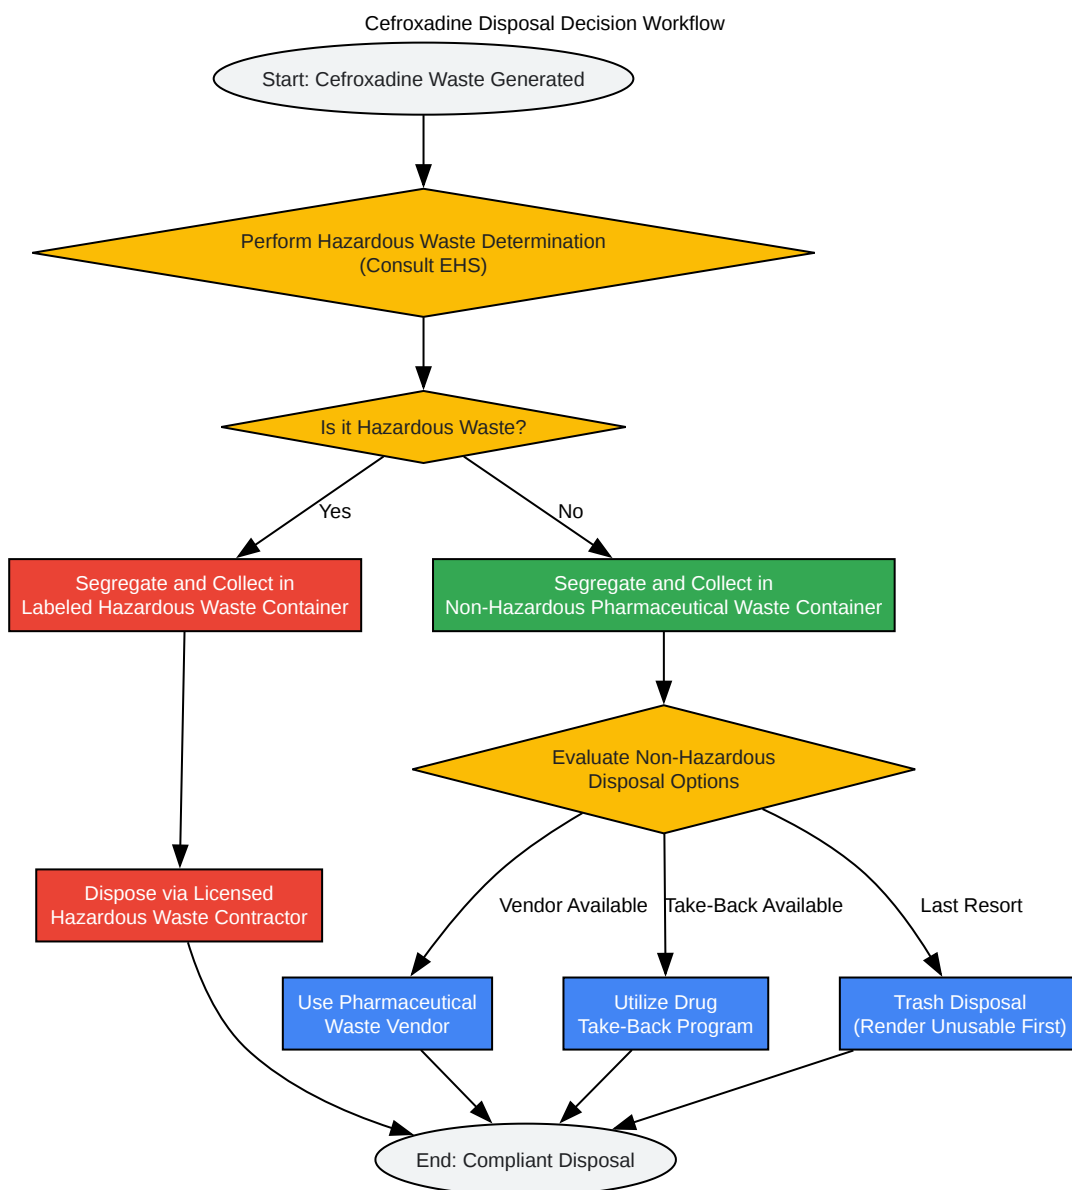 Cefroxadine Disposal Decision Workflow
Start: Cefroxadine Waste Generated
Perform Hazardous Waste Determination
(Consult EHS)
Is it Hazardous Waste?
Yes
No
Segregate and Collect in
Labeled Hazardous Waste Container
Segregate and Collect in
Non-Hazardous Pharmaceutical Waste Container
Evaluate Non-Hazardous
Disposal Options
Dispose via Licensed
Hazardous Waste Contractor
Vendor Available
Take-Back Available
Last Resort
Use Pharmaceutical
Waste Vendor
Utilize Drug
Take-Back Program
Trash Disposal
(Render Unusable First)
End: Compliant Disposal